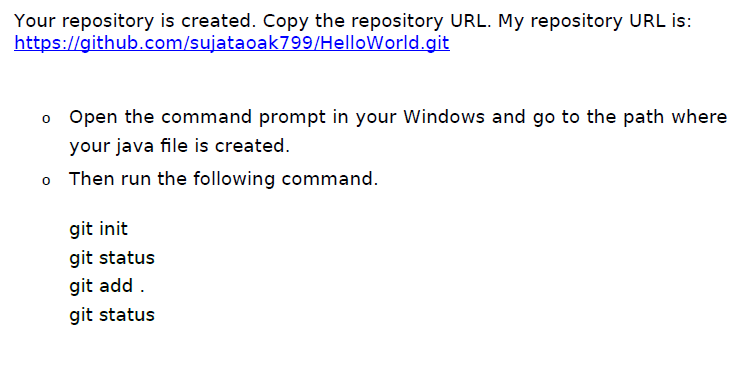 Your repository is created. Copy the repository URL. My repository URL is:
https://github.com/sujataoak799/HelloWorld.git
o Open the command prompt in your Windows and go to the path where
your java file is created.
o Then run the following command.
git init
git status
git add .
git status